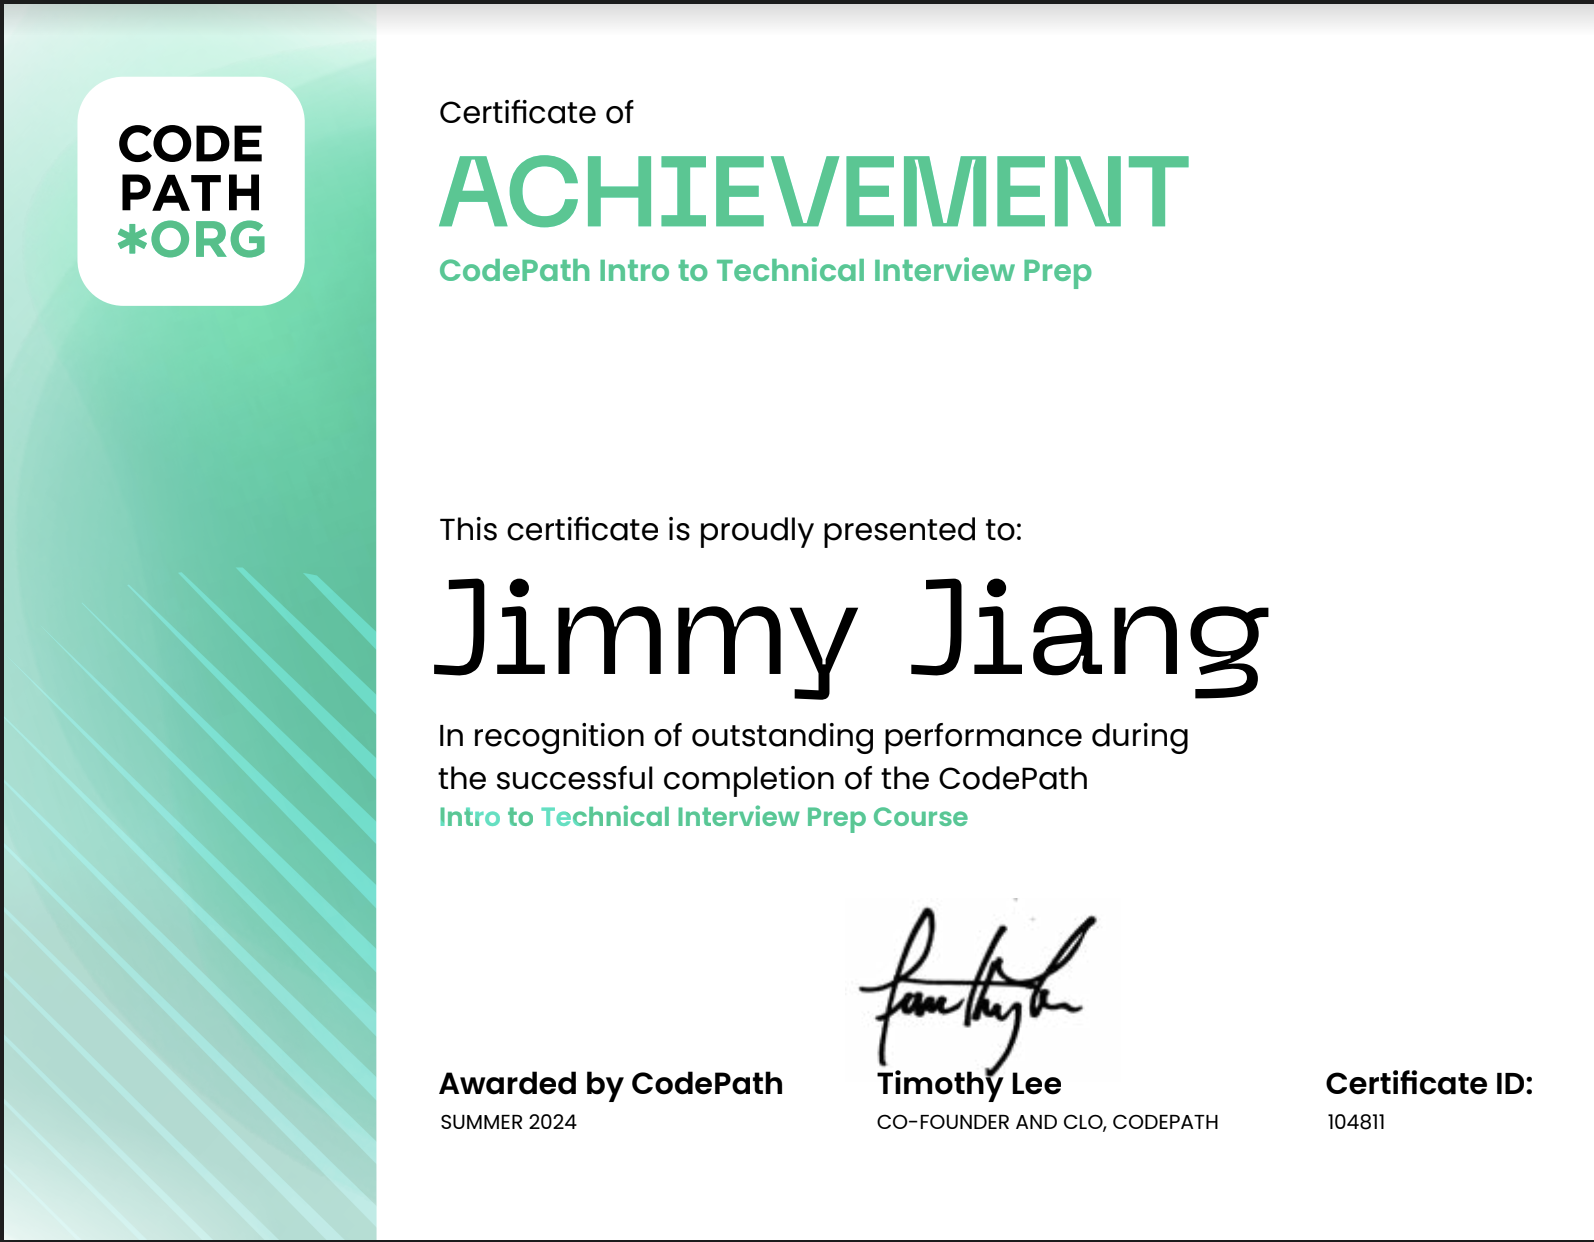 CODE
PATH
*ORG
Certificate of
ACHIEVEMENT
CodePath Intro to Technical Interview Prep
This certificate is proudly presented to:
Jimmy Jiang
In recognition of outstanding performance during
the successful completion of the CodePath
Intro to Technical Interview Prep Course
Awarded by CodePath
SUMMER 2024
Timothy Lee
CO-FOUNDER AND CLO, CODEPATH
Certificate ID:
104811